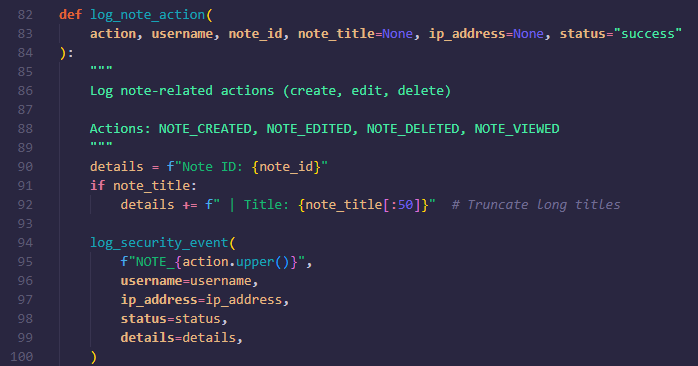 82 def log_note_action(
83     action, username, note_id, note_title=None, ip_address=None, status="success"
84 ):
85     """
86     Log note-related actions (create, edit, delete)
87
88     Actions: NOTE_CREATED, NOTE_EDITED, NOTE_DELETED, NOTE_VIEWED
89     """
90     details = f"Note ID: {note_id}"
91     if note_title:
92         details += f" | Title: {note_title[:50]}"  # Truncate long titles
93
94     log_security_event(
95         f"NOTE_{action.upper()}",
96         username=username,
97         ip_address=ip_address,
98         status=status,
99         details=details,
100     )